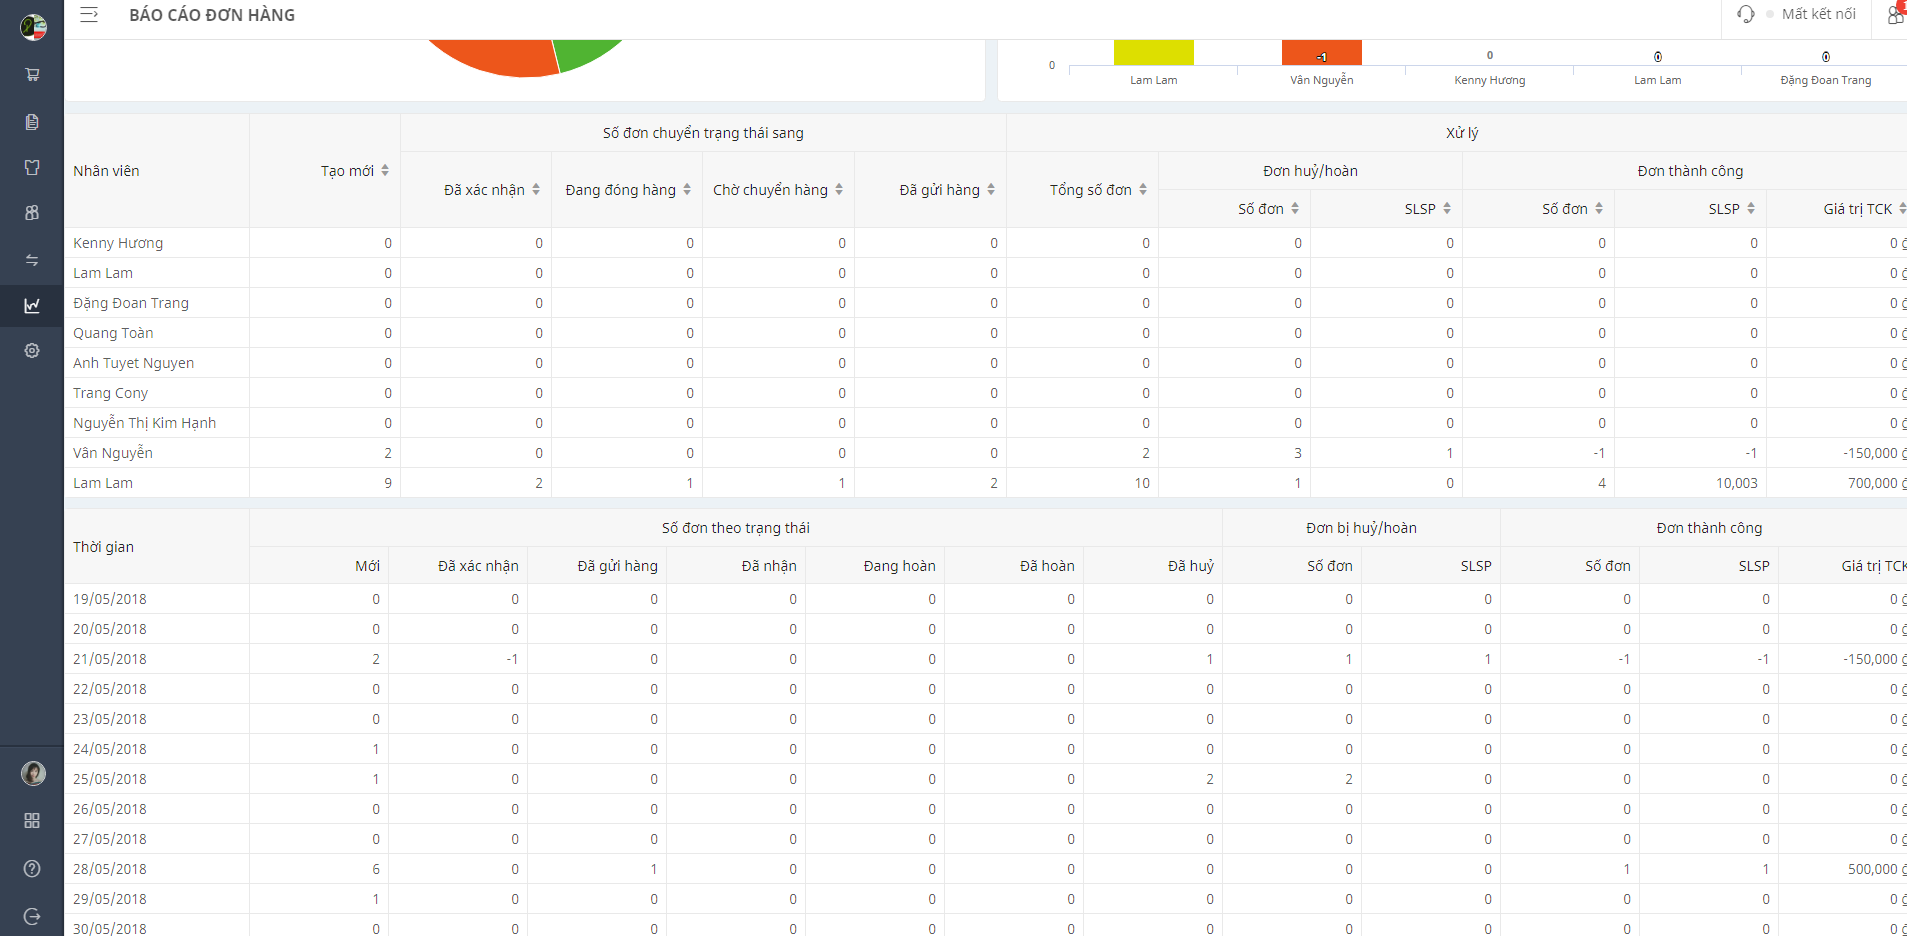 BÁO CÁO ĐƠN HÀNG
Mất kết nối
-1 0 0 0
0
Lam Lam Vân Nguyễn Kenny Hương Lam Lam Đặng Đoan Trang
Số đơn chuyển trạng thái sang Xử lý
Nhân viên Tạo mới Đơn huỷ/hoàn Đơn thành công
Đã xác nhận Đang đóng hàng Chờ chuyển hàng Đã gửi hàng Tổng số đơn
Số đơn SLSP Số đơn SLSP Giá trị TCK
Kenny Hương 0 0 0 0 0 0 0 0 0 0 0 ₫
Lam Lam 0 0 0 0 0 0 0 0 0 0 0 ₫
Đặng Đoan Trang 0 0 0 0 0 0 0 0 0 0 0 ₫
Quang Toàn 0 0 0 0 0 0 0 0 0 0 0 ₫
Anh Tuyet Nguyen 0 0 0 0 0 0 0 0 0 0 0 ₫
Trang Cony 0 0 0 0 0 0 0 0 0 0 0 ₫
Nguyễn Thị Kim Hạnh 0 0 0 0 0 0 0 0 0 0 0 ₫
Vân Nguyễn 2 0 0 0 0 2 3 1 -1 -1 -150,000 ₫
Lam Lam 9 2 1 1 2 10 1 0 4 10,003 700,000 ₫
Số đơn theo trạng thái Đơn bị huỷ/hoàn Đơn thành công
Thời gian
Mới Đã xác nhận Đã gửi hàng Đã nhận Đang hoàn Đã hoàn Đã huỷ Số đơn SLSP Số đơn SLSP Giá trị TCK
19/05/2018 0 0 0 0 0 0 0 0 0 0 0 0 ₫
20/05/2018 0 0 0 0 0 0 0 0 0 0 0 0 ₫
21/05/2018 2 -1 0 0 0 0 1 1 1 -1 -1 -150,000 ₫
22/05/2018 0 0 0 0 0 0 0 0 0 0 0 0 ₫
23/05/2018 0 0 0 0 0 0 0 0 0 0 0 0 ₫
24/05/2018 1 0 0 0 0 0 0 0 0 0 0 0 ₫
25/05/2018 1 0 0 0 0 0 2 2 0 0 0 0 ₫
26/05/2018 0 0 0 0 0 0 0 0 0 0 0 0 ₫
27/05/2018 0 0 0 0 0 0 0 0 0 0 0 0 ₫
28/05/2018 6 0 1 0 0 0 0 0 0 1 1 500,000 ₫
29/05/2018 1 0 0 0 0 0 0 0 0 0 0 0 ₫
30/05/2018 0 0 0 0 0 0 0 0 0 0 0 0 ₫